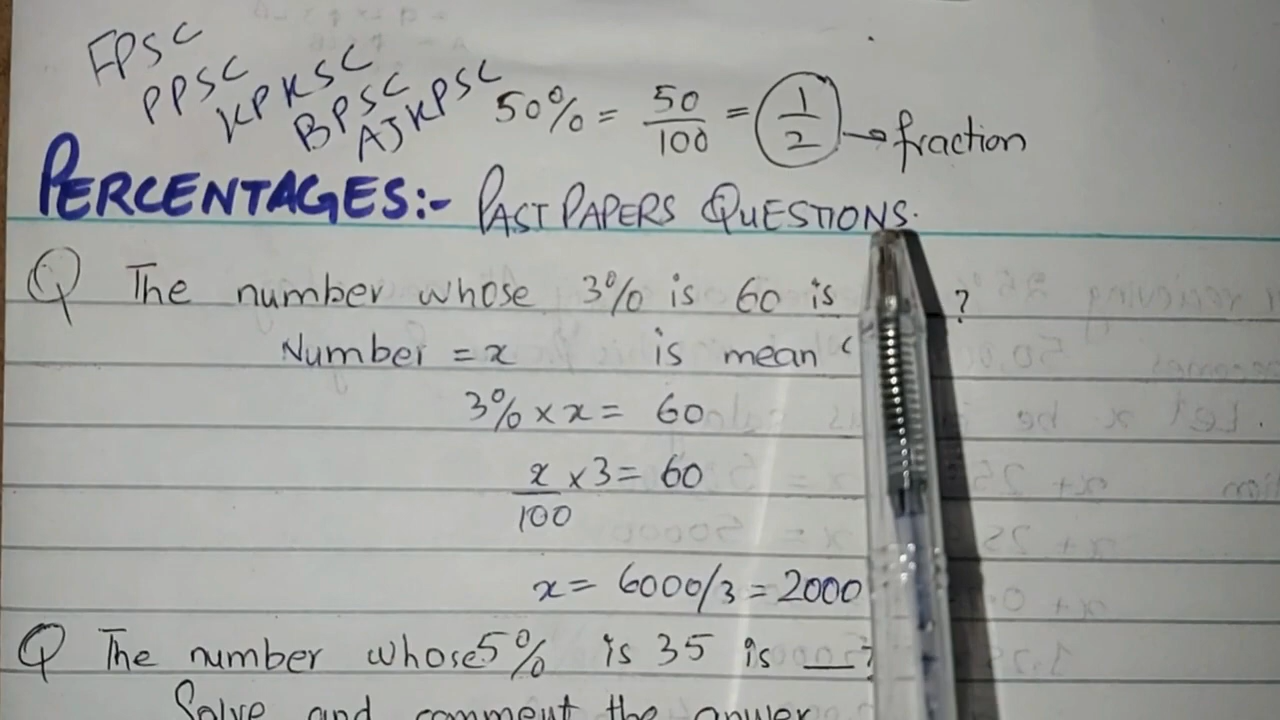 FPSC
PPSC
KPKSC
BPSC
AJKPSC
50% = 50/100 = 1/2 → fraction
PERCENTAGES:- PAST PAPERS QUESTIONS.
Q The number whose 3% is 60 is ?
Number = x is mean
3% × x = 60
x/100 × 3 = 60
x = 6000/3 = 2000
Q The number whose 5% is 35 is __?
Solve and comment the answer